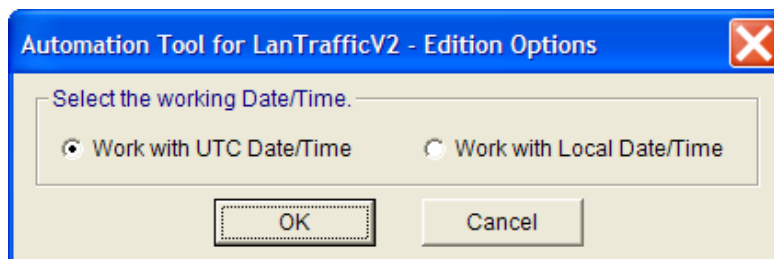 Automation Tool for LanTrafficV2 - Edition Options
Select the working Date/Time.
Work with UTC Date/Time Work with Local Date/Time
OK Cancel